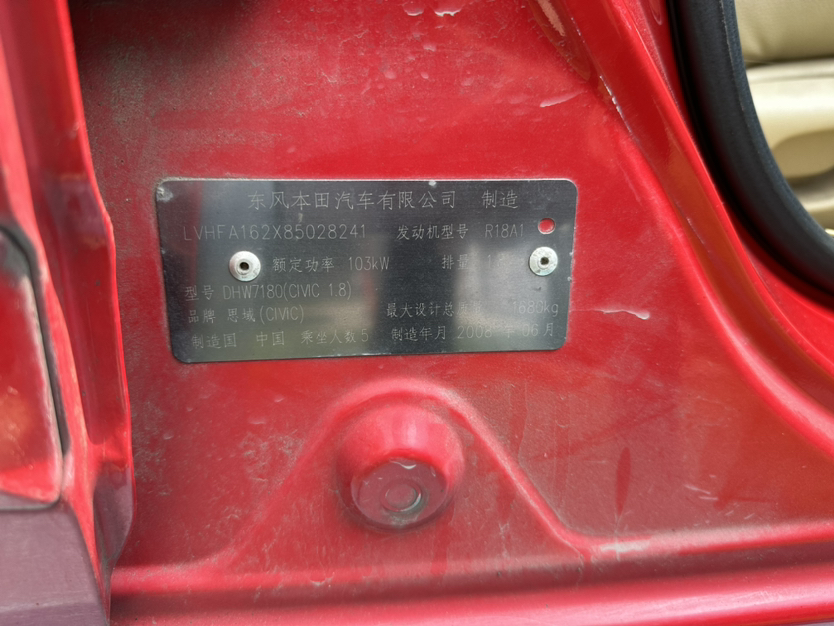 东风本田汽车有限公司 制造
LVHFA162X85028241 发动机型号 R18A1
额定功率 103kW 排量
型号 DHW7180(CIVIC 1.8)
品牌 思域(CIVIC) 最大设计总 1680kg
制造国 中国 乘坐人数5 制造年月 2008 年 06月